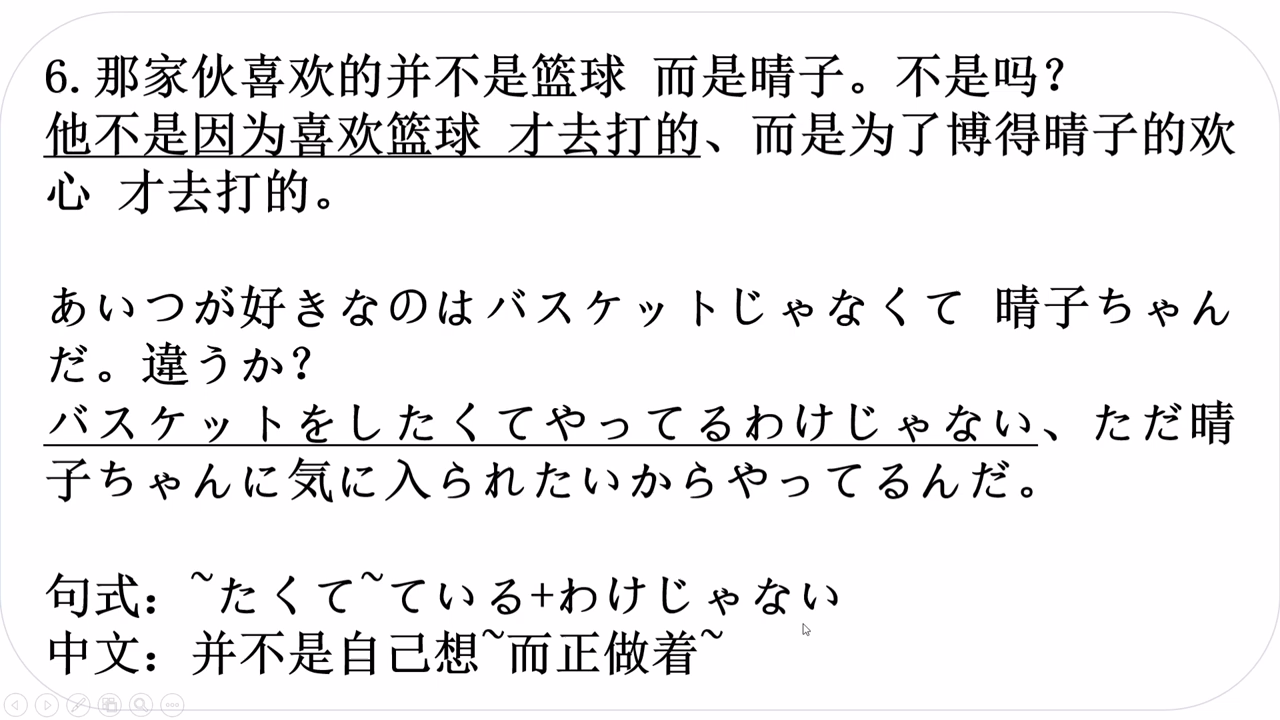 6. 那家伙喜欢的并不是篮球 而是晴子。不是吗？
他不是因为喜欢篮球 才去打的、而是为了博得晴子的欢
心 才去打的。
あいつが好きなのはバスケットじゃなくて 晴子ちゃん
だ。違うか？
バスケットをしたくてやってるわけじゃない、ただ晴
子ちゃんに気に入られたいからやってるんだ。
句式：~たくて~ている+わけじゃない
中文：并不是自己想~而正做着~